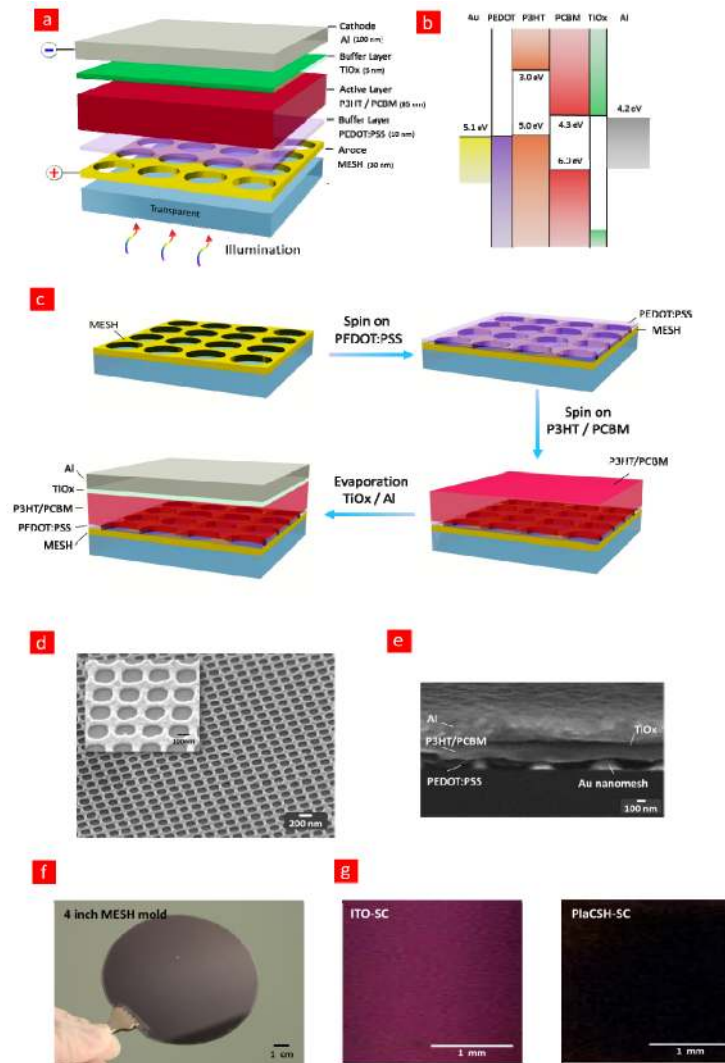 a
Cathode
Al (100 nm)
Buffer Layer
TiOx (5 nm)
Active Layer
P3HT / PCBM (85 nm)
Buffer Layer
PEDOT:PSS (10 nm)
Anode
MESH (30 nm)
Transparent
Illumination
b
Au PEDOT P3HT PCBM TiOx Al
3.0 eV
4.2 eV
5.1 eV
5.0 eV
4.3 eV
6.0 eV
c
MESH
Spin on
PEDOT:PSS
PEDOT:PSS
MESH
Spin on
P3HT / PCBM
Al
TiOx
P3HT/PCBM
PEDOT:PSS
MESH
Evaporation
TiOx / Al
P3HT/PCBM
d
100nm
200 nm
e
Al
TiOx
P3HT/PCBM
PEDOT:PSS
Au nanomesh
100 nm
f
4 inch MESH mold
1 cm
g
ITO-SC
1 mm
PlaCSH-SC
1 mm